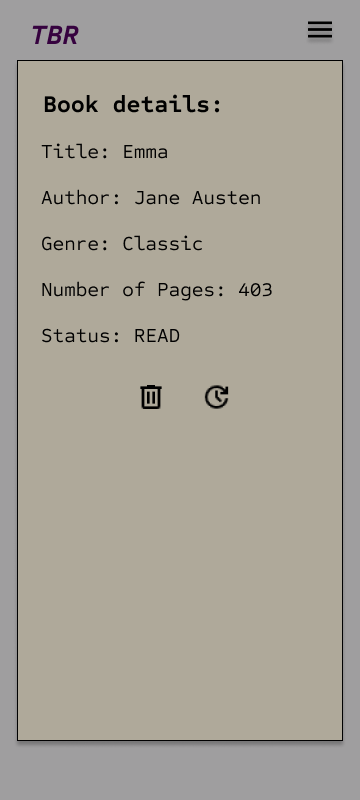 TBR
Book details:
Title: Emma
Author: Jane Austen
Genre: Classic
Number of Pages: 403
Status: READ